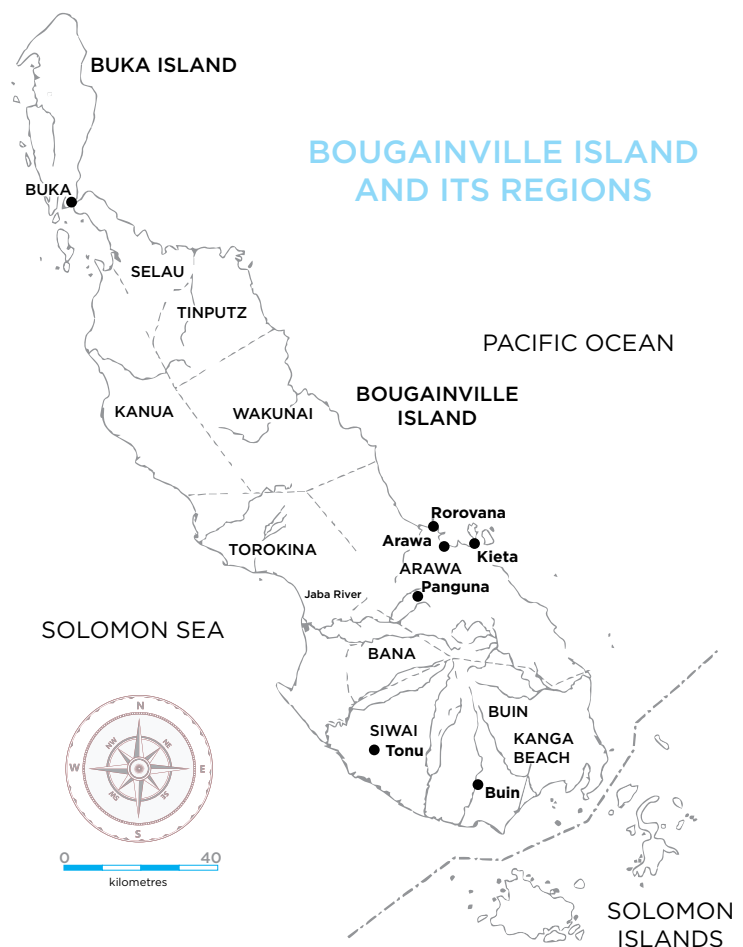 BUKA ISLAND
BOUGAINVILLE ISLAND
AND ITS REGIONS
BUKA
SELAU
TINPUTZ
PACIFIC OCEAN
KANUA
WAKUNAI
BOUGAINVILLE
ISLAND
Rorovana
Arawa
Kieta
TOROKINA
ARAWA
Panguna
Jaba River
SOLOMON SEA
BANA
BUIN
SIWAI
KANGA
BEACH
Tonu
Buin
N
NW
NE
W
E
SW
SE
S
0
40
kilometres
SOLOMON
ISLANDS